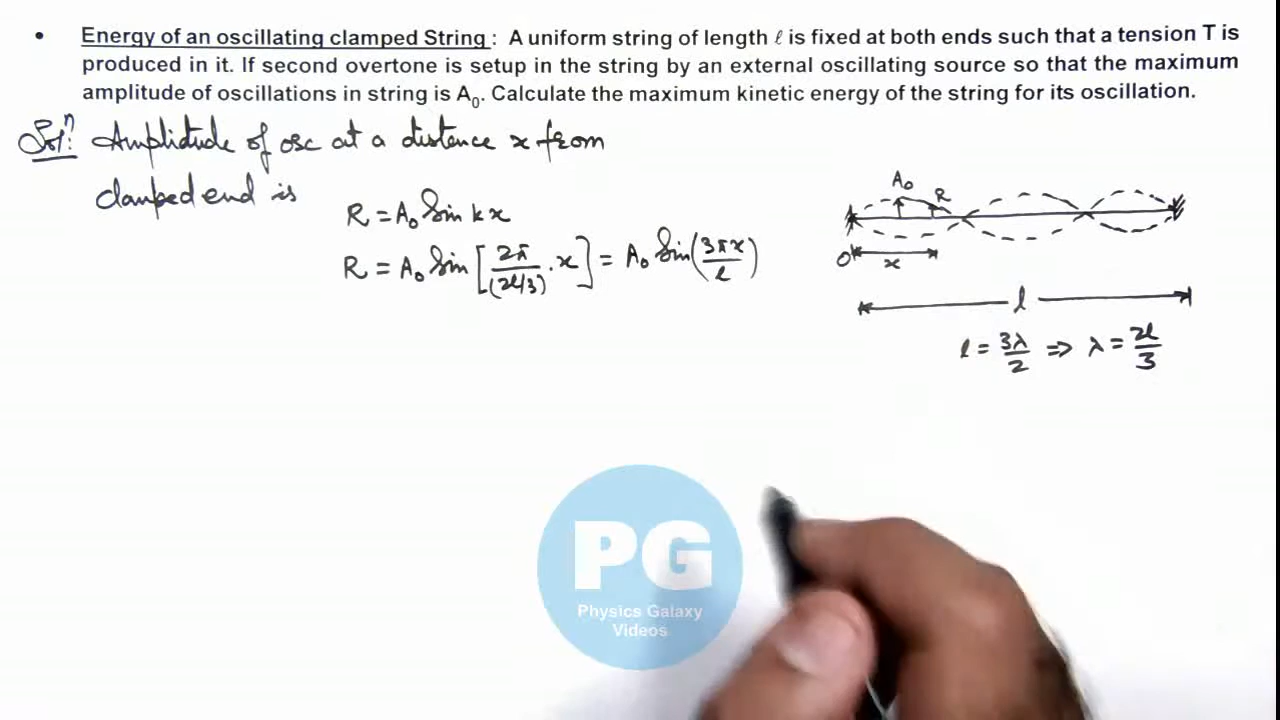 • Energy of an oscillating clamped String : A uniform string of length ℓ is fixed at both ends such that a tension T is
produced in it. If second overtone is setup in the string by an external oscillating source so that the maximum
amplitude of oscillations in string is A₀. Calculate the maximum kinetic energy of the string for its oscillation.
Solⁿ: Amplitude of osc at a distance x from
clamped end is
R = A₀ Sin kx
R = A₀ Sin [2π/(2l/3) · x] = A₀ Sin(3πx/l)
A₀ R
O x
l
l = 3λ/2 ⇒ λ = 2l/3
PG
Physics Galaxy
Videos